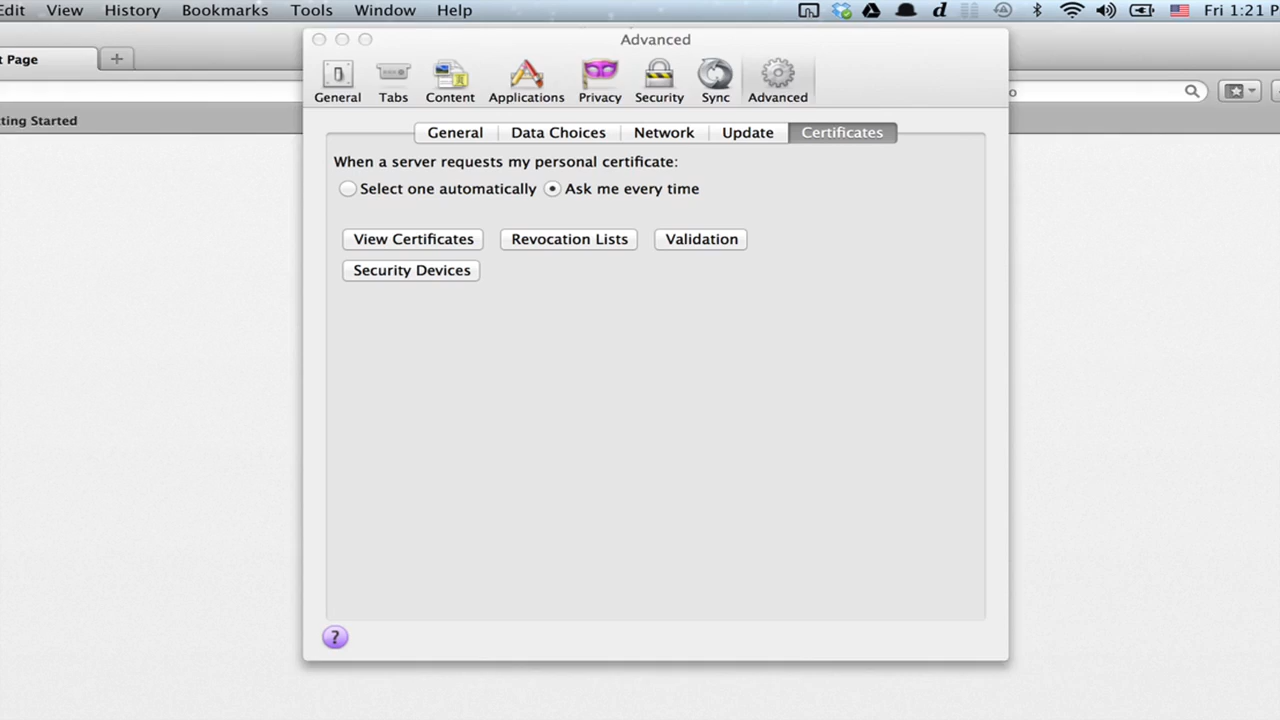 Edit View History Bookmarks Tools Window Help d Fri 1:21 P
t Page +
Advanced
General Tabs Content Applications Privacy Security Sync Advanced
o
tting Started
General Data Choices Network Update Certificates
When a server requests my personal certificate:
Select one automatically Ask me every time
View Certificates Revocation Lists Validation
Security Devices
?